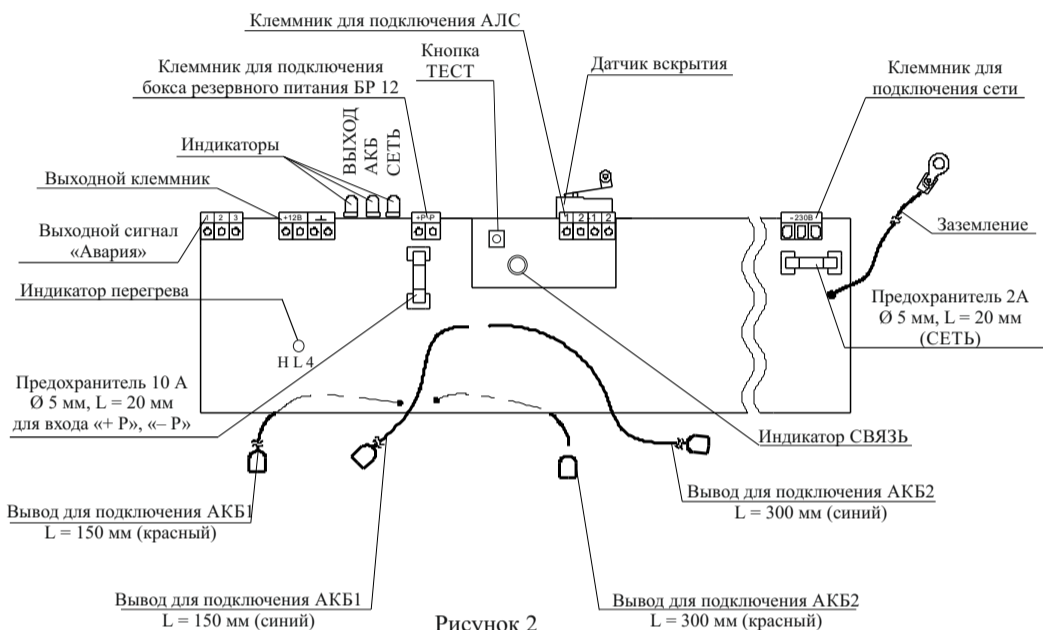 Клеммник для подключения АЛС
Кнопка
ТЕСТ
Датчик вскрытия
Клеммник для подключения
бокса резервного питания БР 12
Клеммник для
подключения сети
Индикаторы
ВЫХОД
АКБ
СЕТЬ
Выходной клеммник
1 2 3
+12В ⊥
+Р -Р
1 2 1 2
~230В
Выходной сигнал
«Авария»
Заземление
Индикатор перегрева
HL4
Предохранитель 2А
Ø 5 мм, L = 20 мм
(СЕТЬ)
Предохранитель 10 А
Ø 5 мм, L = 20 мм
для входа «+ Р», «– Р»
Индикатор СВЯЗЬ
Вывод для подключения АКБ1
L = 150 мм (красный)
Вывод для подключения АКБ2
L = 300 мм (синий)
Вывод для подключения АКБ1
L = 150 мм (синий)
Вывод для подключения АКБ2
L = 300 мм (красный)
Рисунок 2